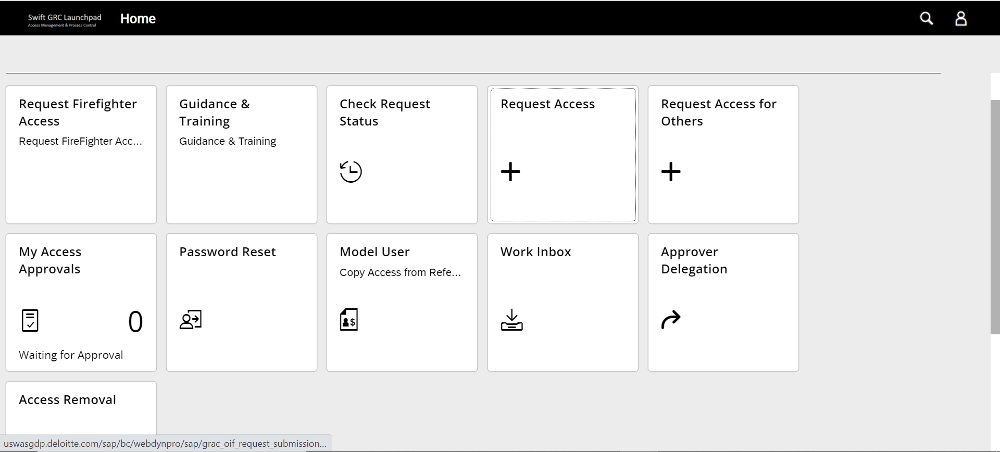 Swift GRC Launchpad
Access Management & Process Control
Home
Request Firefighter
Access
Request FireFighter Acc...
Guidance &
Training
Guidance & Training
Check Request
Status
Request Access
Request Access for
Others
My Access
Approvals
0
Waiting for Approval
Password Reset
Model User
Copy Access from Refe...
$
Work Inbox
Approver
Delegation
Access Removal
uswasgdp.deloitte.com/sap/bc/webdynpro/sap/grac_oif_request_submission...